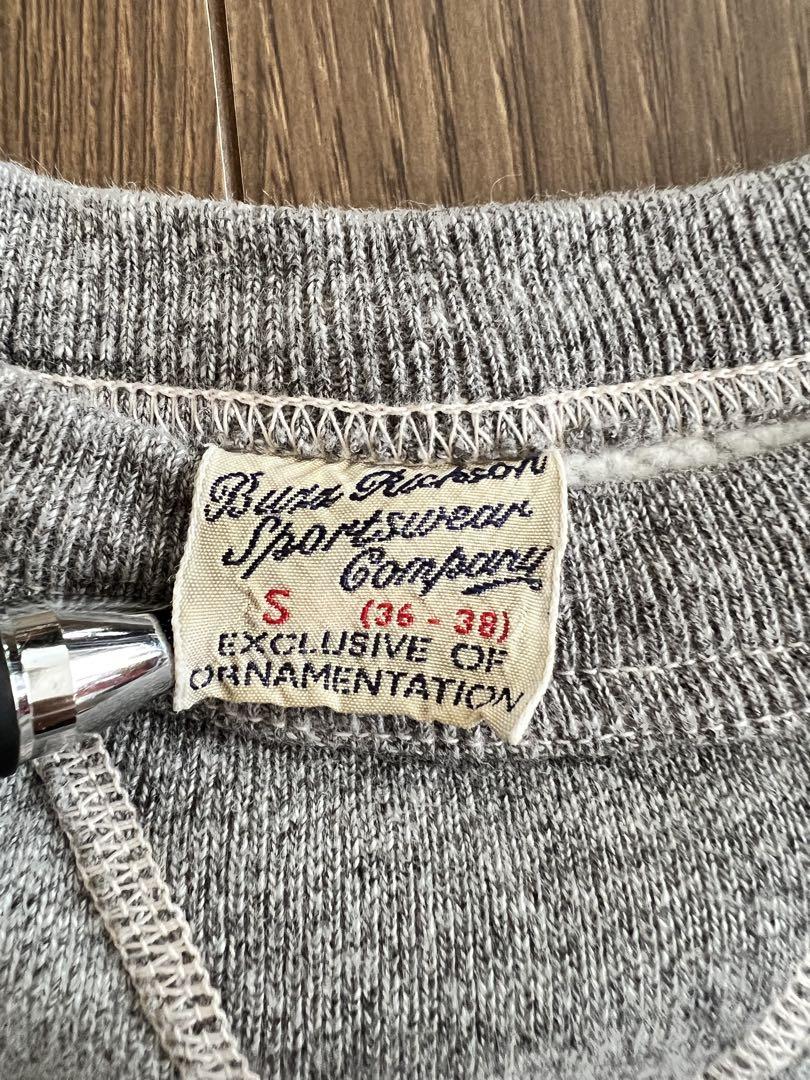 Buzz Rickson
Sportswear
Company
S (36 - 38)
EXCLUSIVE OF
ORNAMENTATION